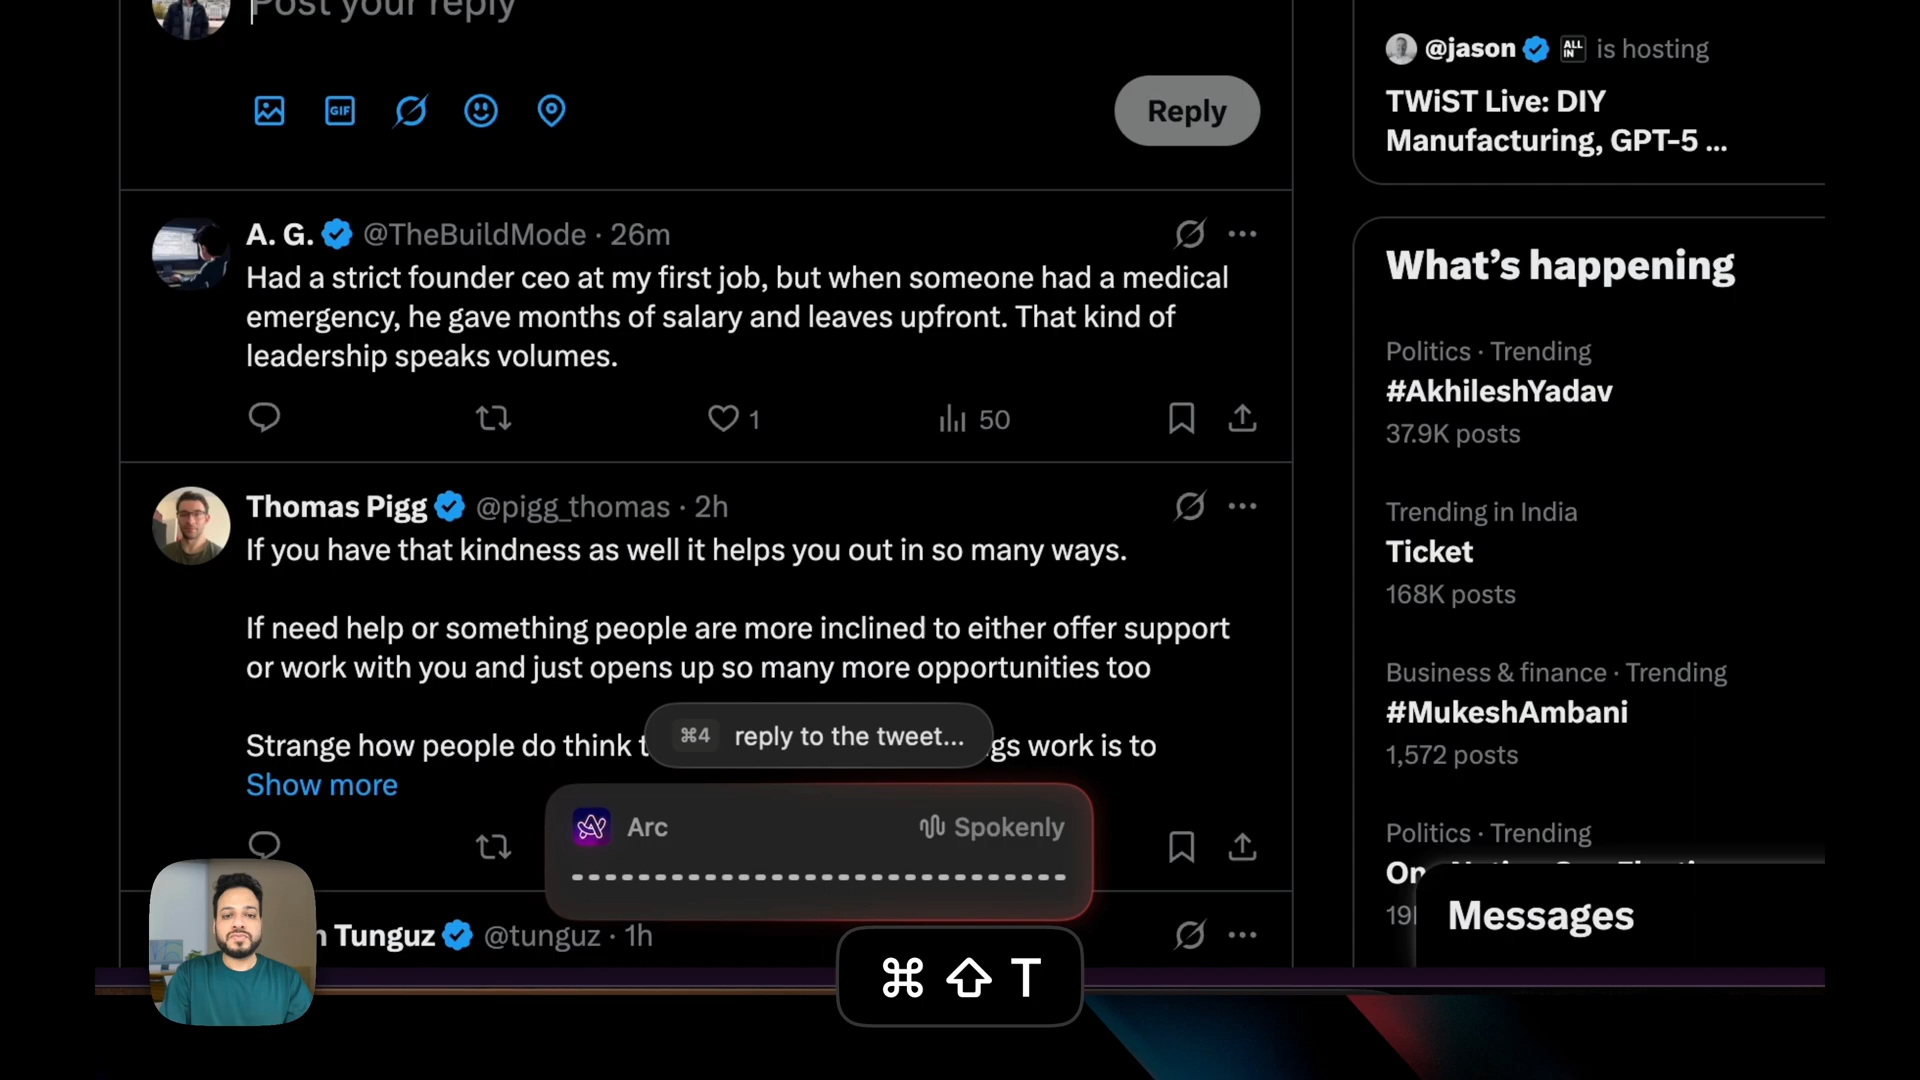 Post your reply
GIF
Reply
A. G. @TheBuildMode · 26m
Had a strict founder ceo at my first job, but when someone had a medical
emergency, he gave months of salary and leaves upfront. That kind of
leadership speaks volumes.
1
50
Thomas Pigg @pigg_thomas · 2h
If you have that kindness as well it helps you out in so many ways.
If need help or something people are more inclined to either offer support
or work with you and just opens up so many more opportunities too
Strange how people do think gs work is to
Show more
⌘4 reply to the tweet...
Arc
Spokenly
Tunguz @tunguz · 1h
⌘ ⇧ T
@jason ALL IN is hosting
TWiST Live: DIY
Manufacturing, GPT-5 ...
What's happening
Politics · Trending
#AkhileshYadav
37.9K posts
Trending in India
Ticket
168K posts
Business & finance · Trending
#MukeshAmbani
1,572 posts
Politics · Trending
Messages